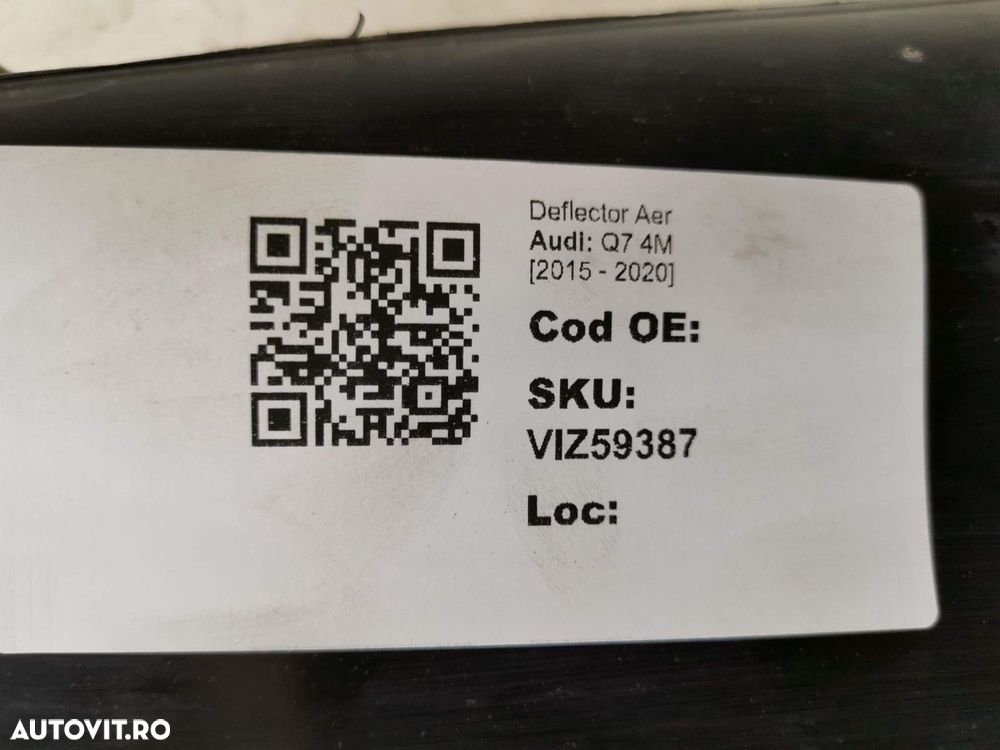 Deflector Aer
Audi: Q7 4M
[2015 - 2020]
Cod OE:
SKU:
VIZ59387
Loc:
AUTOVIT.RO